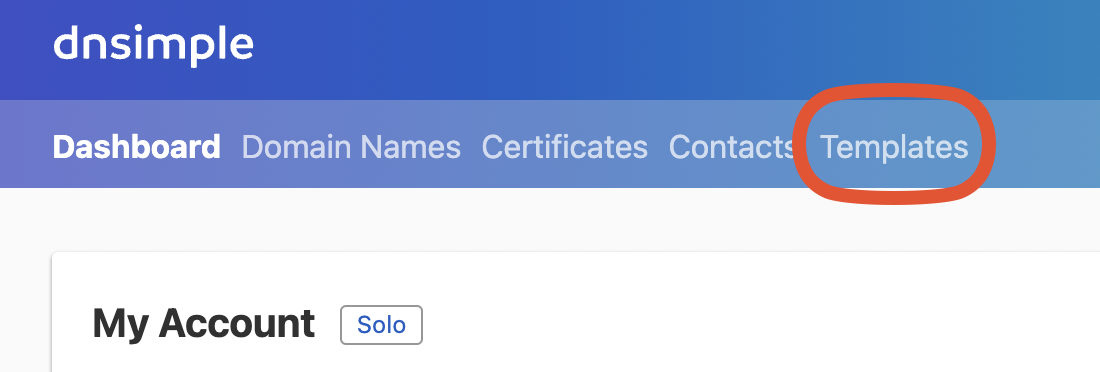 dnsimple
Dashboard Domain Names Certificates Contacts Templates
My Account Solo